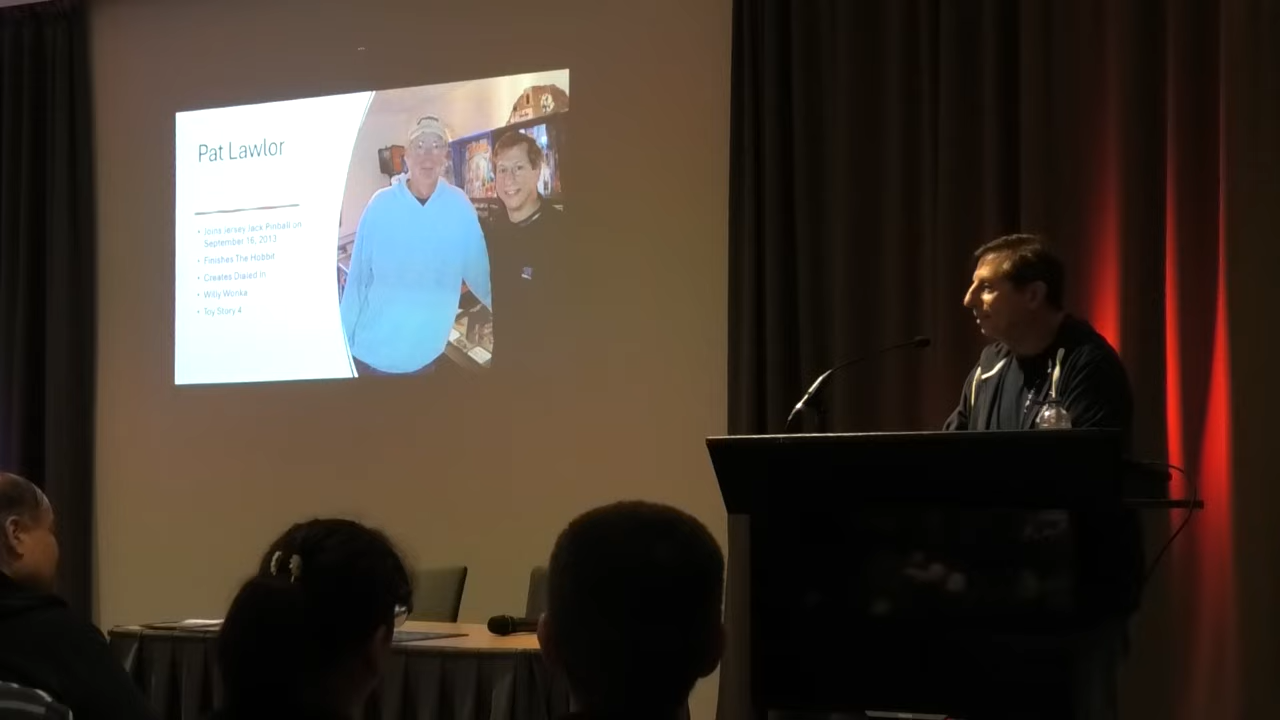 Pat Lawlor
• Joins Jersey Jack Pinball on
September 16, 2013
• Finishes The Hobbit
• Creates Dialed In
• Willy Wonka
• Toy Story 4